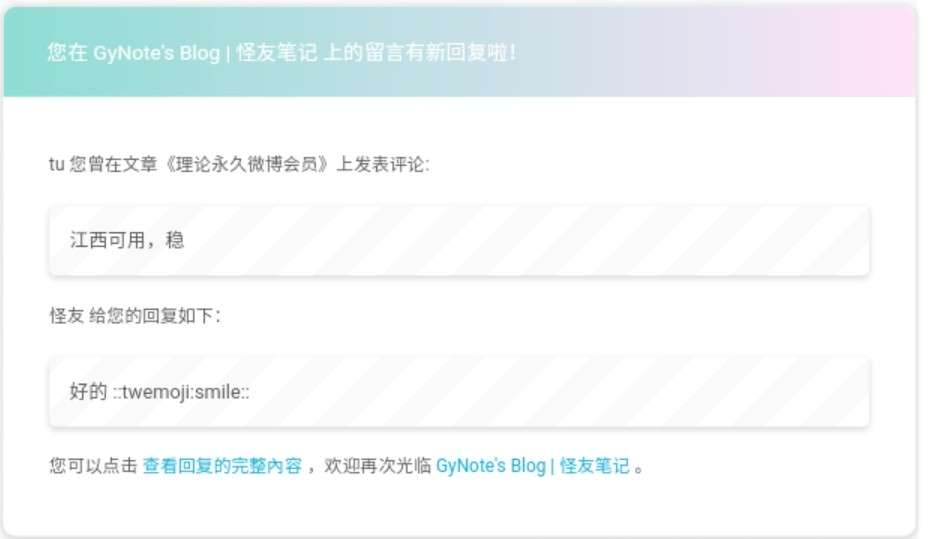 您在 GyNote's Blog | 怪友笔记 上的留言有新回复啦！
tu 您曾在文章《理论永久微博会员》上发表评论:
江西可用，稳
怪友 给您的回复如下：
好的 ::twemoji:smile::
您可以点击 查看回复的完整內容 ，欢迎再次光临 GyNote's Blog | 怪友笔记 。